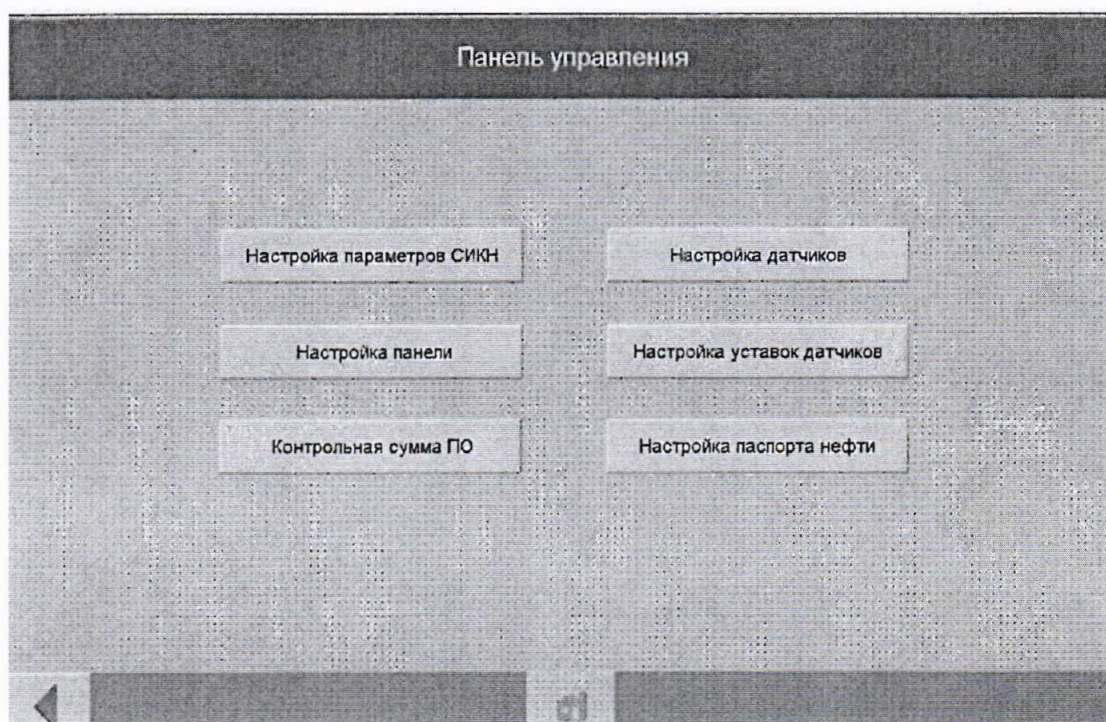 Панель управления
Настройка параметров СИКН
Настройка датчиков
Настройка панели
Настройка уставок датчиков
Контрольная сумма ПО
Настройка паспорта нефти